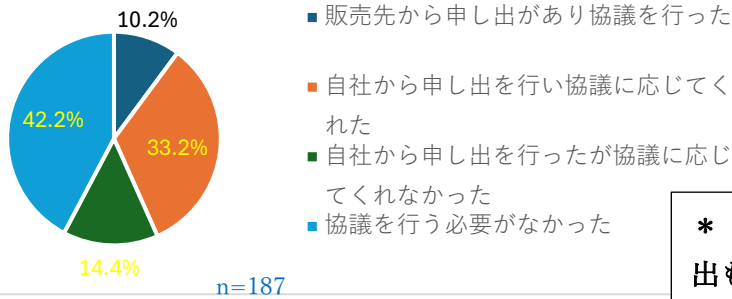 10.2%
33.2%
14.4%
42.2%
■ 販売先から申し出があり協議を行った
■ 自社から申し出を行い協議に応じてく
れた
■ 自社から申し出を行ったが協議に応じ
てくれなかった
■ 協議を行う必要がなかった
n=187
*
出